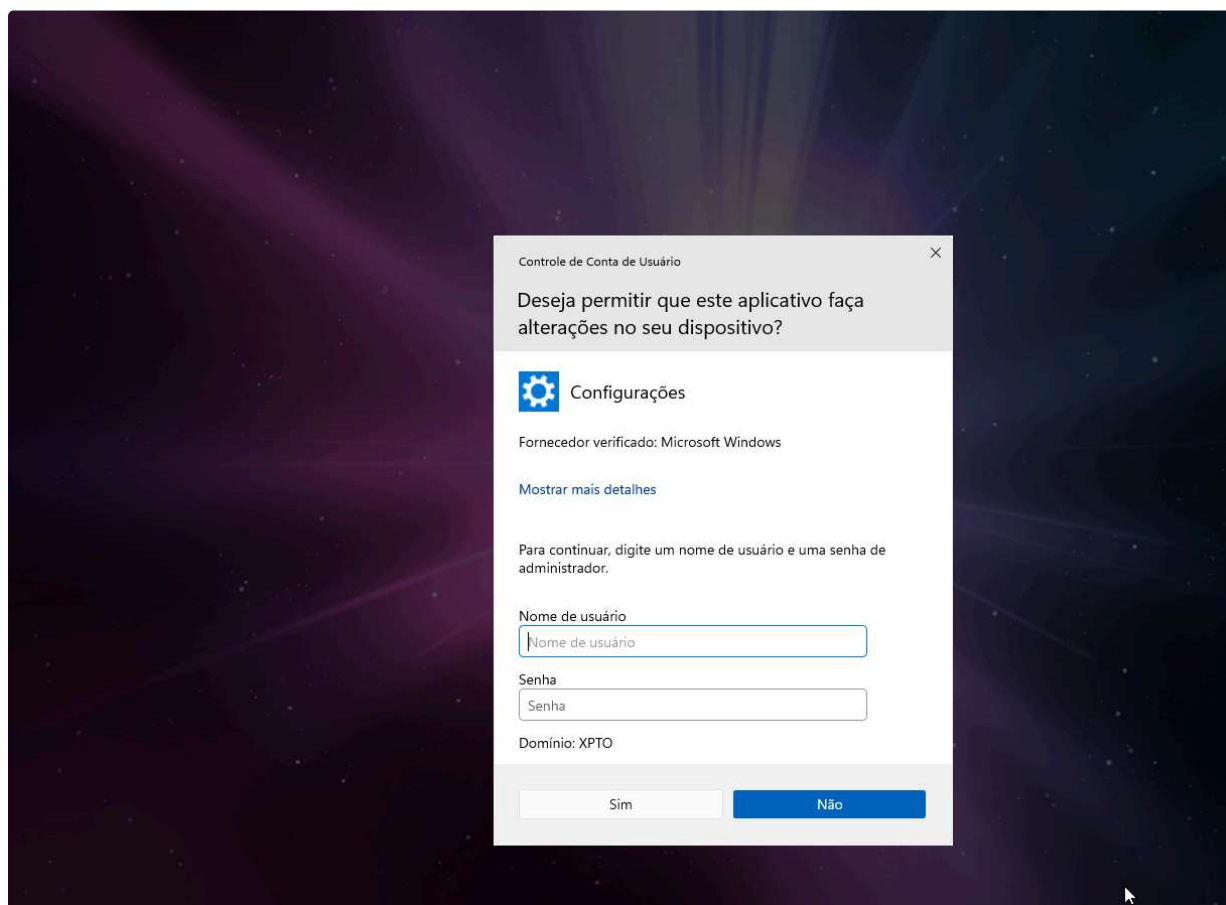 Controle de Conta de Usuário
Deseja permitir que este aplicativo faça
alterações no seu dispositivo?
Configurações
Fornecedor verificado: Microsoft Windows
Mostrar mais detalhes
Para continuar, digite um nome de usuário e uma senha de
administrador.
Nome de usuário
Nome de usuário
Senha
Senha
Domínio: XPTO
Sim
Não